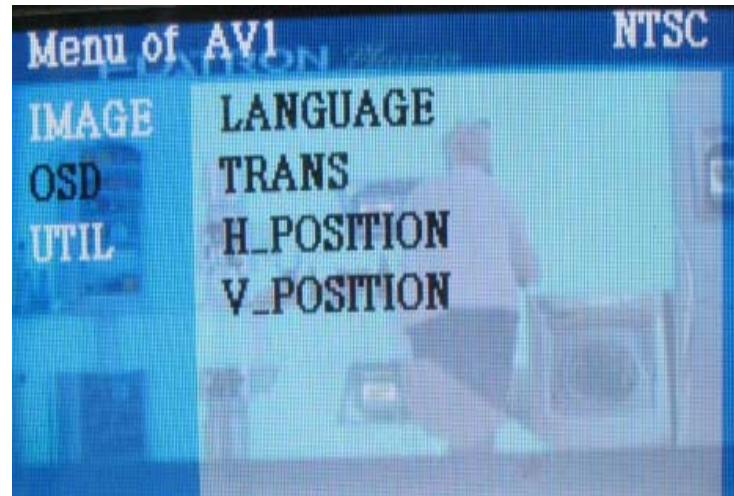 Menu of AV1 NTSC
IMAGE LANGUAGE
OSD TRANS
UTIL H_POSITION
V_POSITION